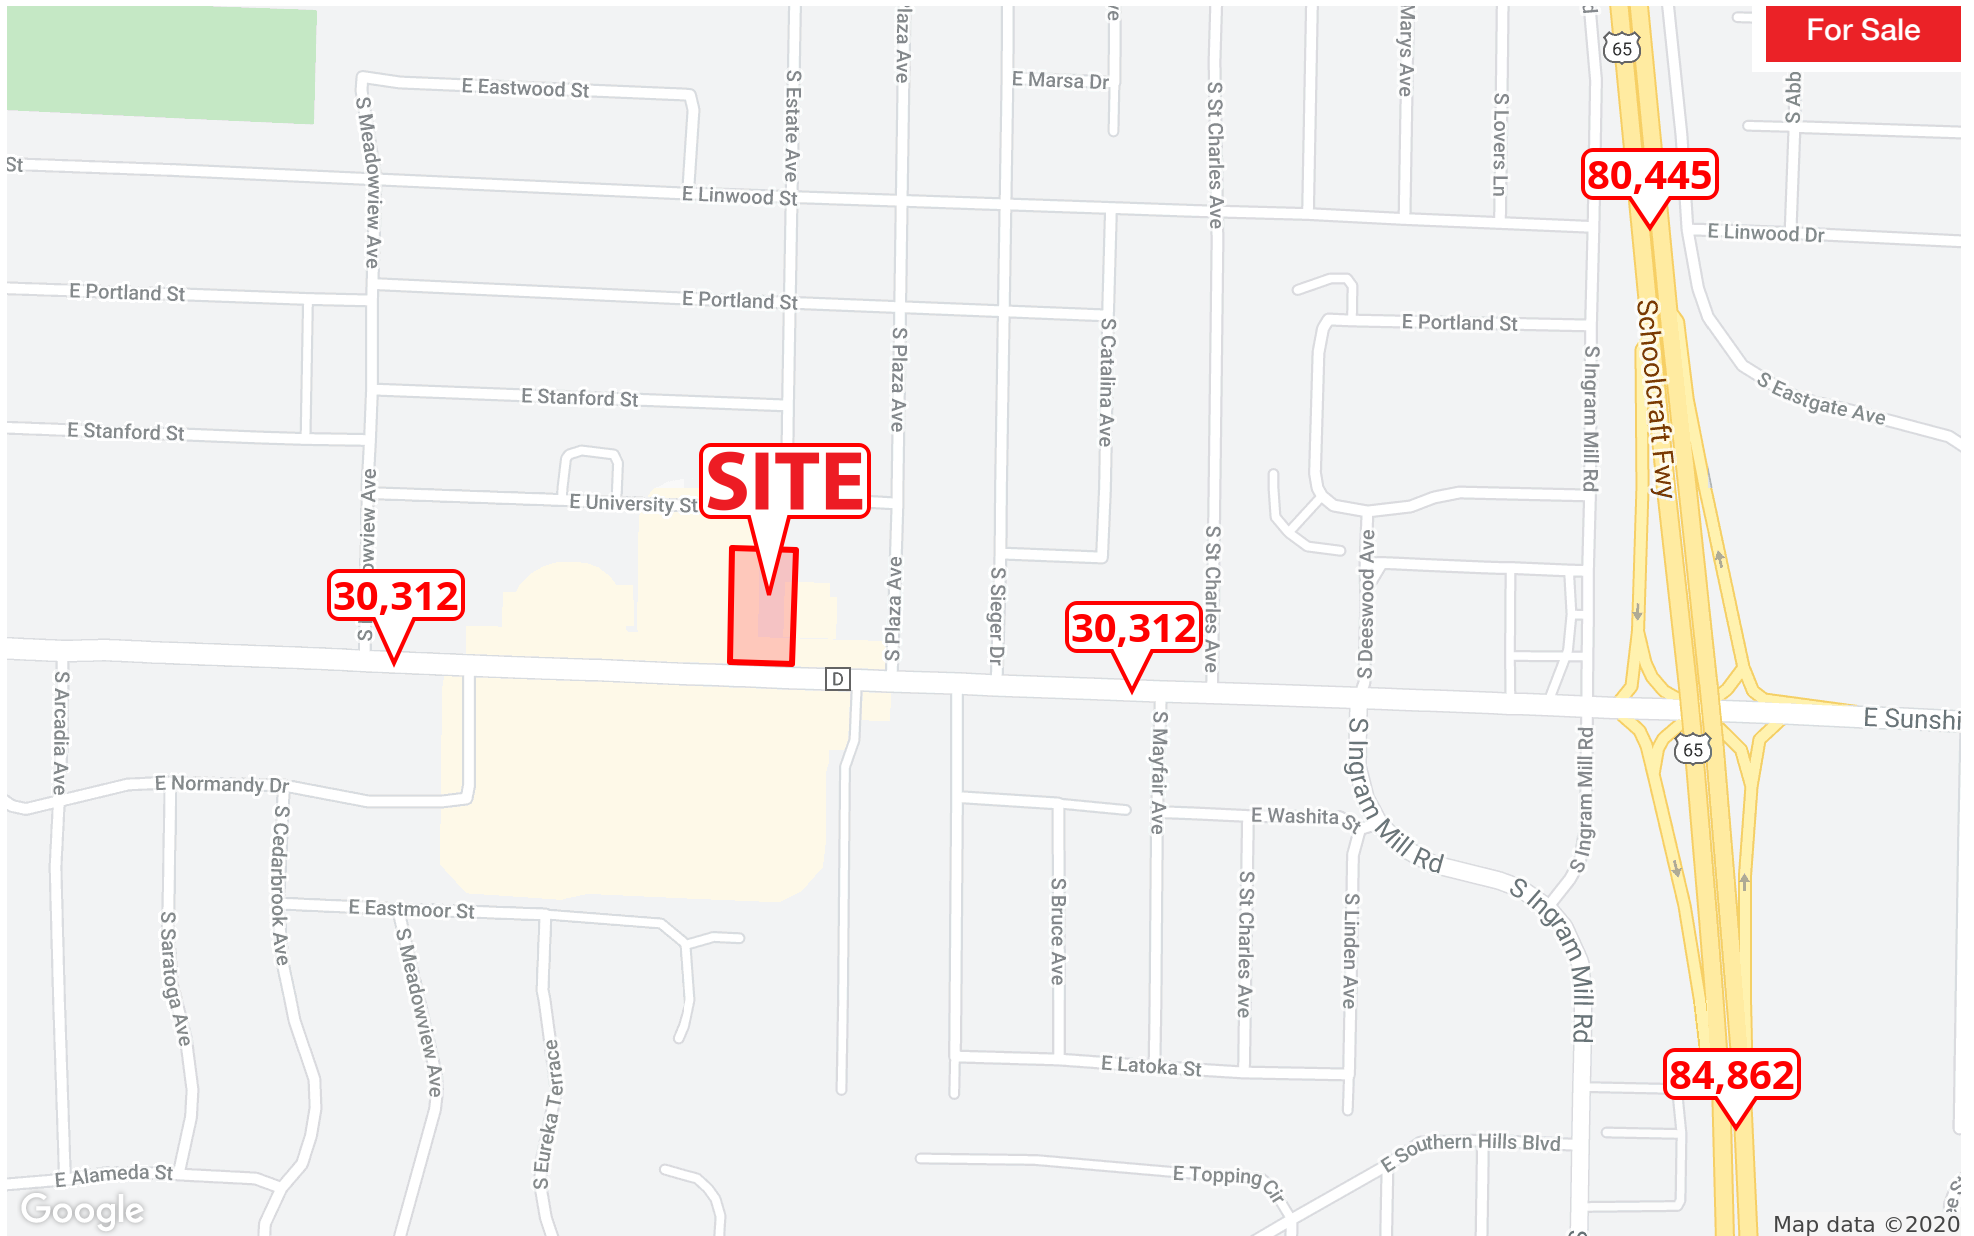 For Sale
65
Plaza Ave
Marys Ave
E Marsa Dr
E Eastwood St
S Meadowview Ave
S Estate Ave
S St Charles Ave
S Lovers Ln
S Abb
St
E Linwood St
80,445
E Linwood Dr
E Portland St
E Portland St
E Portland St
S Plaza Ave
S Catalina Ave
S Ingram Mill Rd
Schoolcraft Fwy
S Eastgate Ave
E Stanford St
E Stanford St
SITE
E University St
30,312
S Plaza Ave
S Sieger Dr
30,312
S St Charles Ave
S Deeswood Ave
D
E Sunshi
65
S Arcadia Ave
E Normandy Dr
S Cedarbrook Ave
S Mayfair Ave
E Washita St
S Ingram Mill Rd
S Ingram Mill Rd
S Ingram Mill Rd
E Eastmoor St
S Saratoga Ave
S Meadowview Ave
S Eureka Terrace
S Bruce Ave
S St Charles Ave
S Linden Ave
E Latoka St
84,862
E Southern Hills Blvd
E Topping Cir
E Alameda St
Google
Map data ©2020